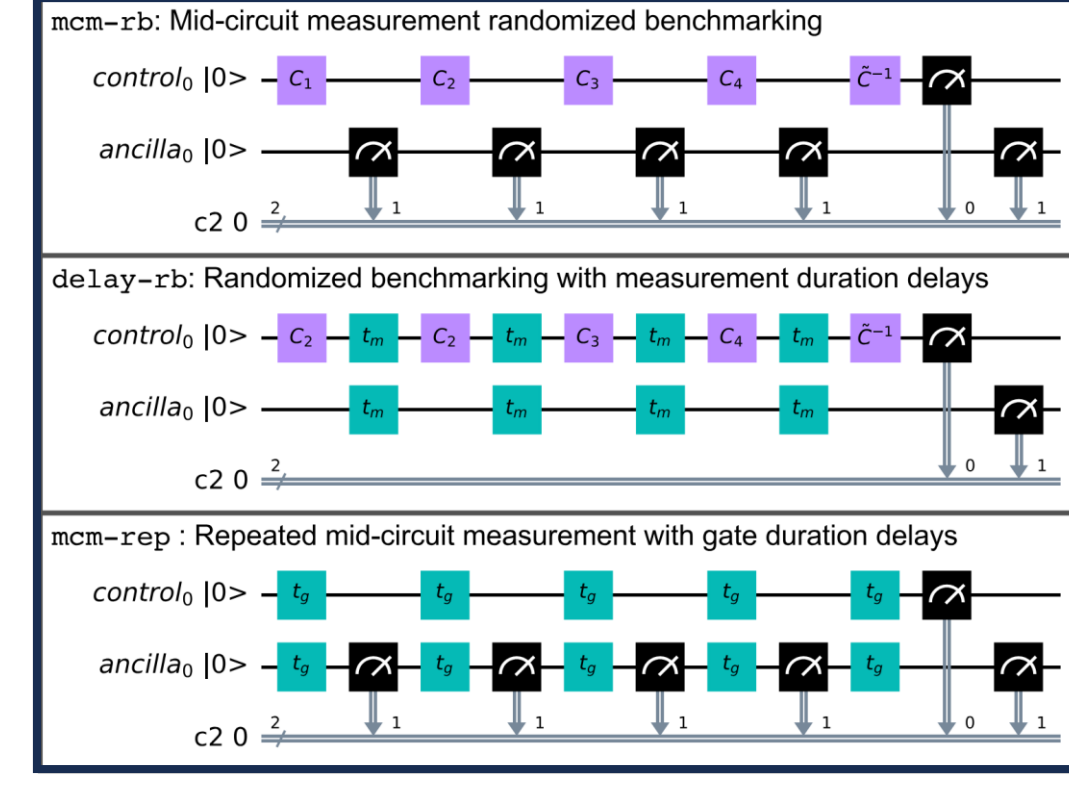 mcm-rb: Mid-circuit measurement randomized benchmarking
control₀ |0> C₁ C₂ C₃ C₄ C̃⁻¹
ancilla₀ |0>
c2 0 2 1 1 1 1 0 1
delay-rb: Randomized benchmarking with measurement duration delays
control₀ |0> C₂ tₘ C₂ tₘ C₃ tₘ C₄ tₘ C̃⁻¹
ancilla₀ |0> tₘ tₘ tₘ tₘ
c2 0 2 0 1
mcm-rep : Repeated mid-circuit measurement with gate duration delays
control₀ |0> t_g t_g t_g t_g t_g
ancilla₀ |0> t_g t_g t_g t_g t_g
c2 0 2 1 1 1 1 0 1